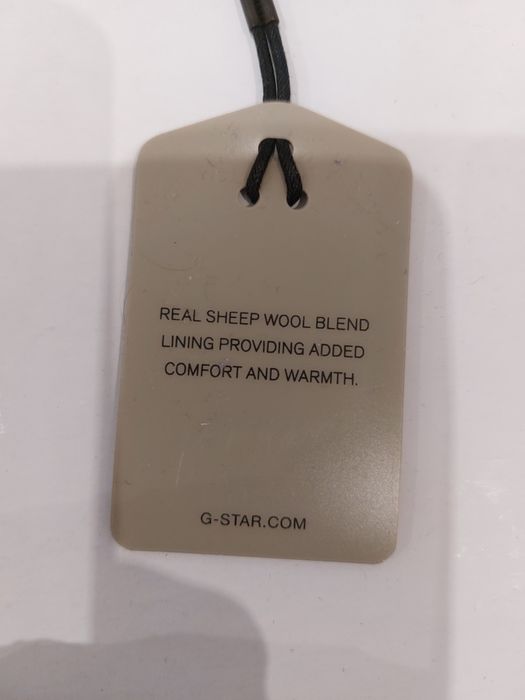 REAL SHEEP WOOL BLEND
LINING PROVIDING ADDED
COMFORT AND WARMTH.
G-STAR.COM